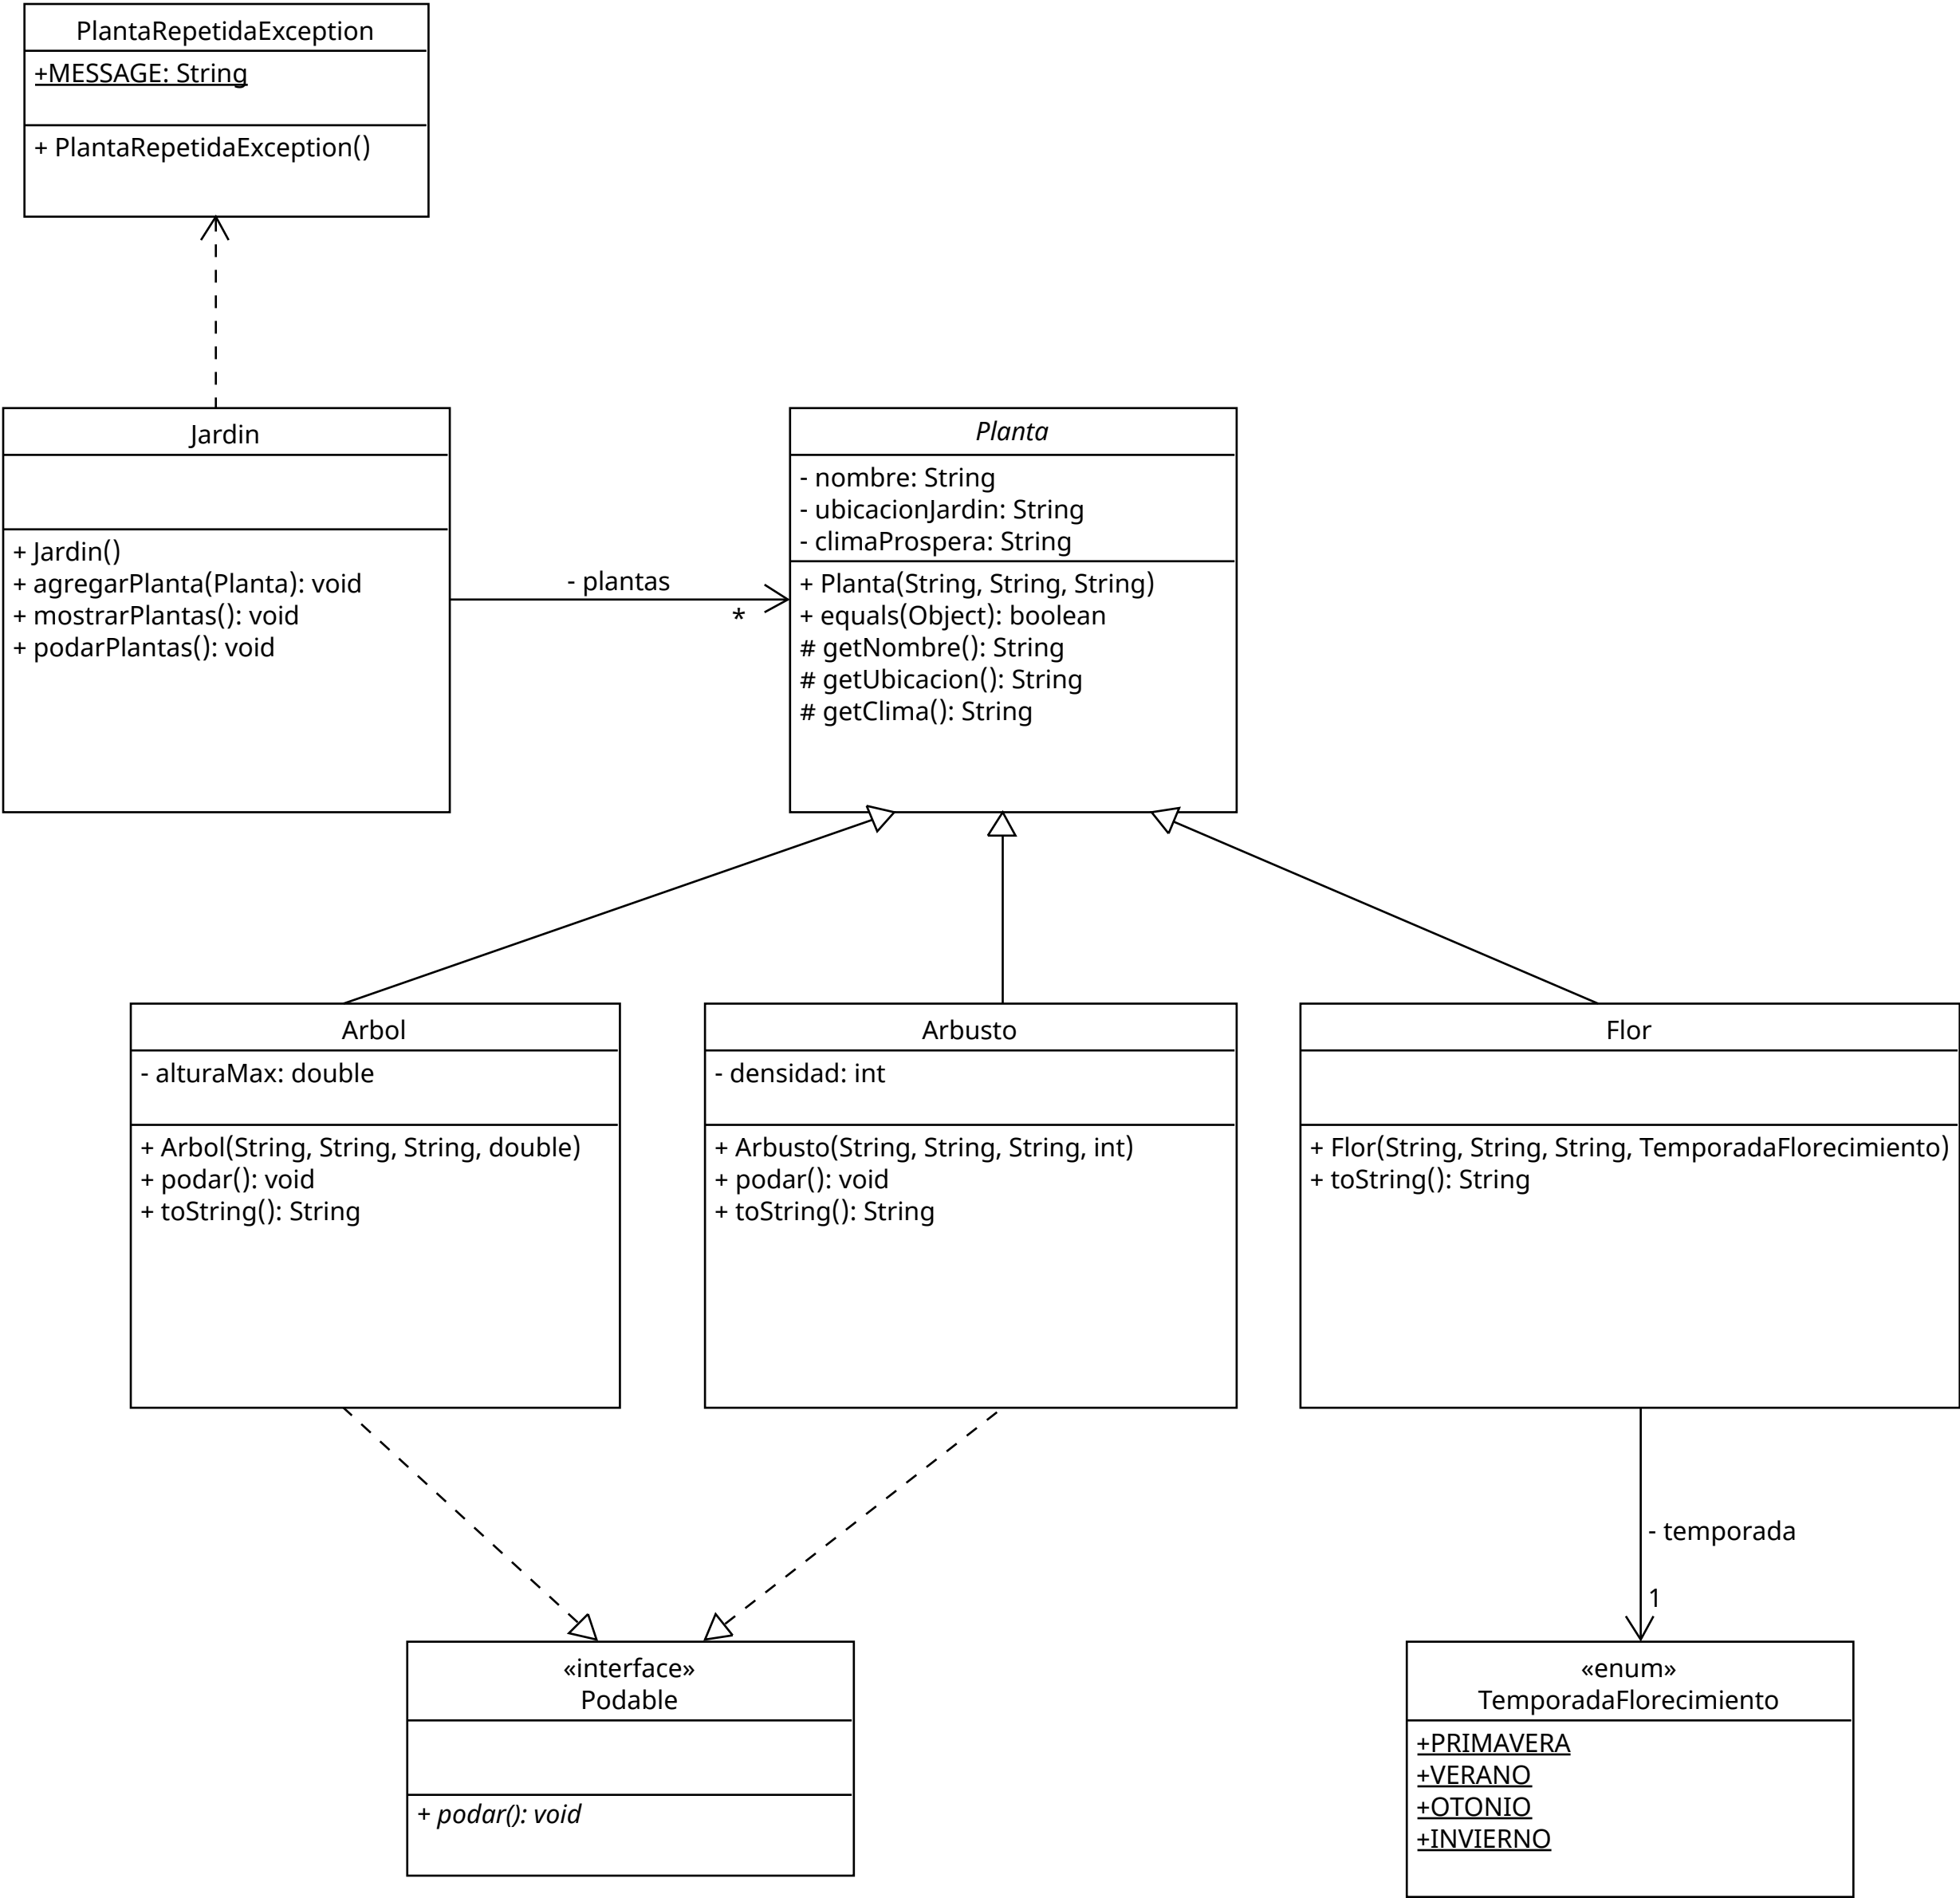 PlantaRepetidaException
+MESSAGE: String
+ PlantaRepetidaException()
Jardin
+ Jardin()
+ agregarPlanta(Planta): void
+ mostrarPlantas(): void
+ podarPlantas(): void
- plantas
*
Planta
- nombre: String
- ubicacionJardin: String
- climaProspera: String
+ Planta(String, String, String)
+ equals(Object): boolean
# getNombre(): String
# getUbicacion(): String
# getClima(): String
Arbol
- alturaMax: double
+ Arbol(String, String, String, double)
+ podar(): void
+ toString(): String
Arbusto
- densidad: int
+ Arbusto(String, String, String, int)
+ podar(): void
+ toString(): String
Flor
+ Flor(String, String, String, TemporadaFlorecimiento)
+ toString(): String
- temporada
1
«interface»
Podable
+ podar(): void
«enum»
TemporadaFlorecimiento
+PRIMAVERA
+VERANO
+OTONIO
+INVIERNO